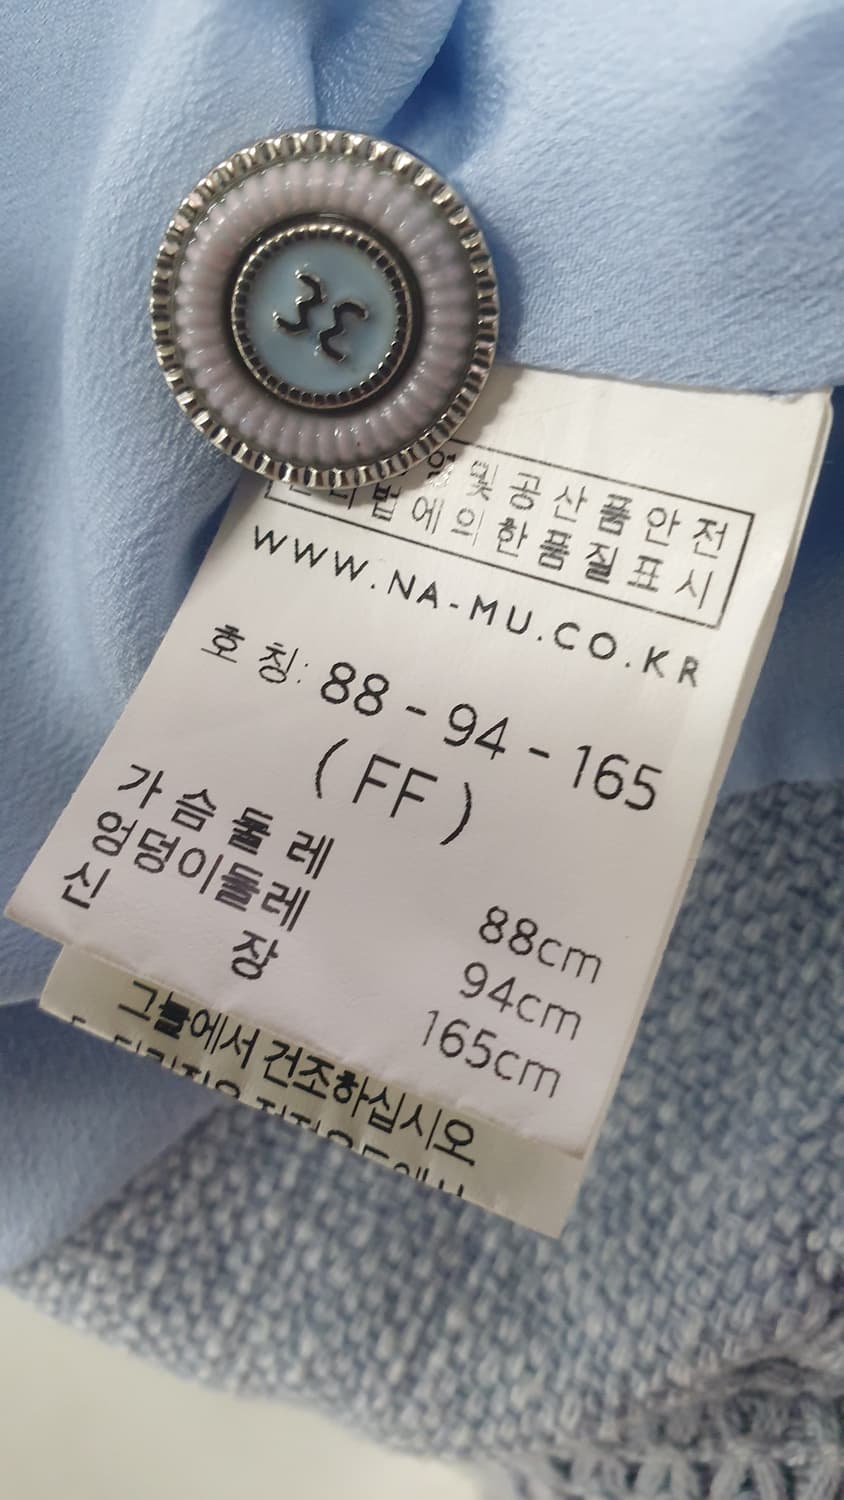 및공산품안전
법에의한품질표시
WWW.NA-MU.CO.KR
호칭: 88 - 94 - 165
( FF )
가슴둘레 88cm
엉덩이둘레 94cm
신장 165cm
그늘에서 건조하십시오